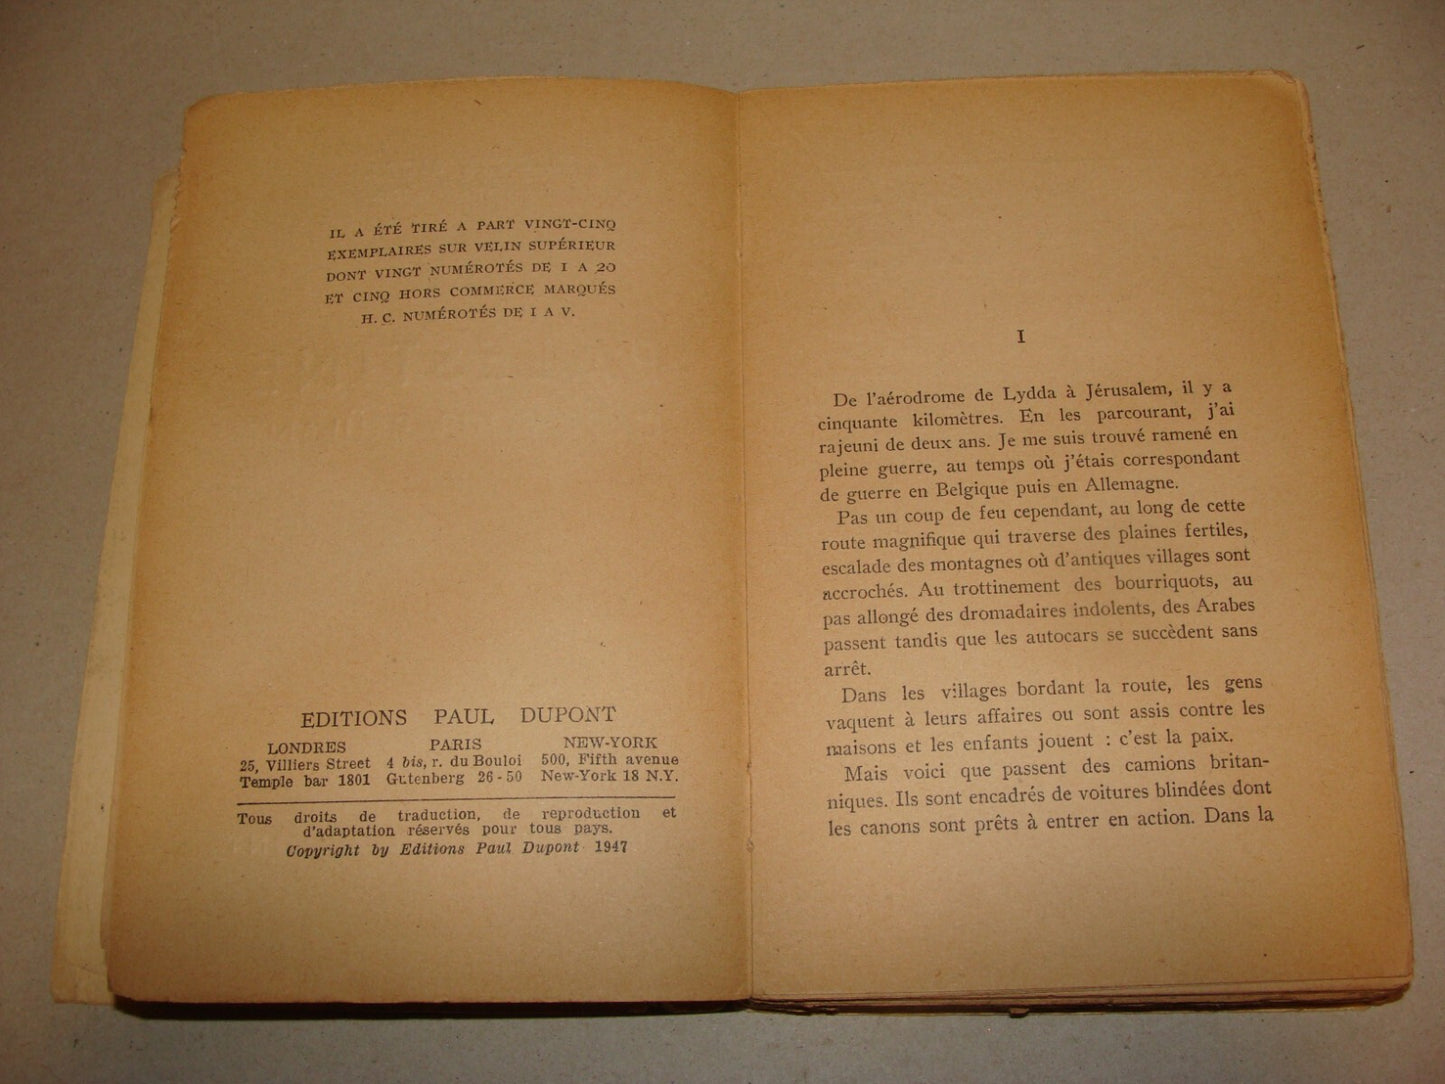 IL A ÉTÉ TIRÉ A PART VINGT-CINQ
EXEMPLAIRES SUR VELIN SUPÉRIEUR
DONT VINGT NUMÉROTÉS DE I A 20
ET CINQ HORS COMMERCE MARQUÉS
H. C. NUMÉROTÉS DE I A V.
EDITIONS PAUL DUPONT
LONDRES PARIS NEW-YORK
25, Villiers Street 4 bis, r. du Bouloi 500, Fifth avenue
Temple bar 1801 Gutenberg 26-50 New-York 18 N.Y.
Tous droits de traduction, de reproduction et
d'adaptation réservés pour tous pays.
Copyright by Editions Paul Dupont 1947
I
De l'aérodrome de Lydda à Jérusalem, il y a
cinquante kilomètres. En les parcourant, j'ai
rajeuni de deux ans. Je me suis trouvé ramené en
pleine guerre, au temps où j'étais correspondant
de guerre en Belgique puis en Allemagne.
Pas un coup de feu cependant, au long de cette
route magnifique qui traverse des plaines fertiles,
escalade des montagnes où d'antiques villages sont
accrochés. Au trottinement des bourriquots, au
pas allongé des dromadaires indolents, des Arabes
passent tandis que les autocars se succèdent sans
arrêt.
Dans les villages bordant la route, les gens
vaquent à leurs affaires ou sont assis contre les
maisons et les enfants jouent : c'est la paix.
Mais voici que passent des camions britan-
niques. Ils sont encadrés de voitures blindées dont
les canons sont prêts à entrer en action. Dans la